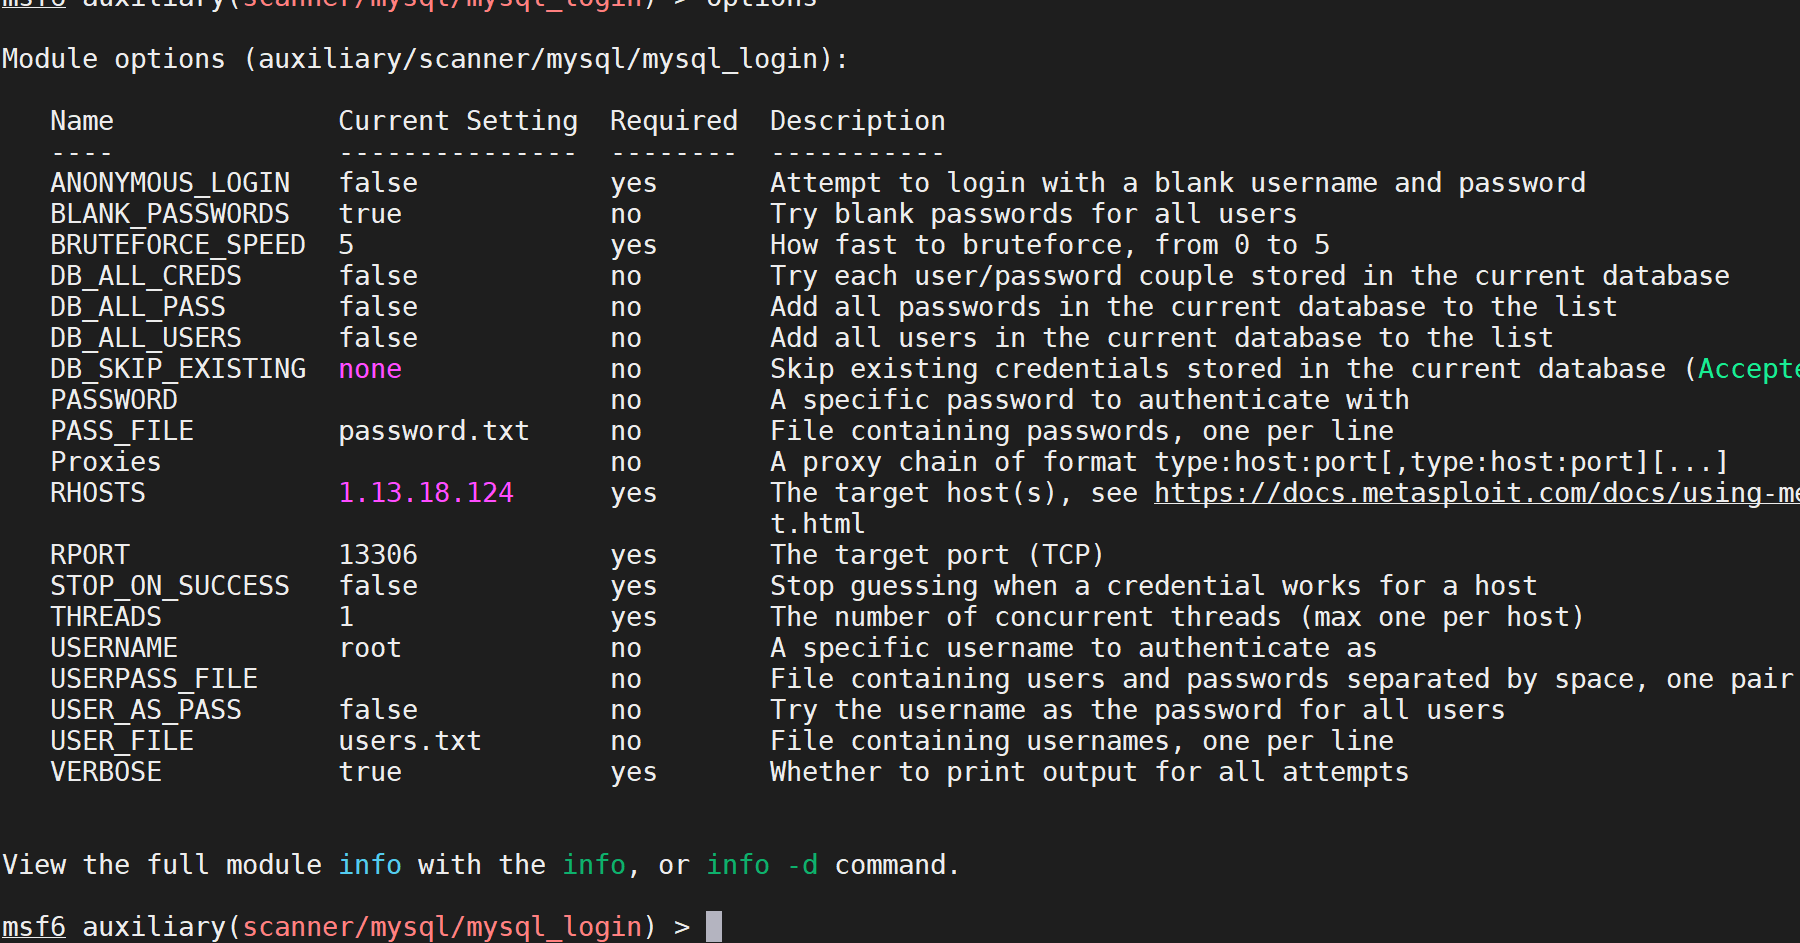 msf6 auxiliary(scanner/mysql/mysql_login) > options
Module options (auxiliary/scanner/mysql/mysql_login):
Name Current Setting Required Description
---- --------------- -------- -----------
ANONYMOUS_LOGIN false yes Attempt to login with a blank username and password
BLANK_PASSWORDS true no Try blank passwords for all users
BRUTEFORCE_SPEED 5 yes How fast to bruteforce, from 0 to 5
DB_ALL_CREDS false no Try each user/password couple stored in the current database
DB_ALL_PASS false no Add all passwords in the current database to the list
DB_ALL_USERS false no Add all users in the current database to the list
DB_SKIP_EXISTING none no Skip existing credentials stored in the current database (Accepte
PASSWORD no A specific password to authenticate with
PASS_FILE password.txt no File containing passwords, one per line
Proxies no A proxy chain of format type:host:port[,type:host:port][...]
RHOSTS 1.13.18.124 yes The target host(s), see https://docs.metasploit.com/docs/using-me
t.html
RPORT 13306 yes The target port (TCP)
STOP_ON_SUCCESS false yes Stop guessing when a credential works for a host
THREADS 1 yes The number of concurrent threads (max one per host)
USERNAME root no A specific username to authenticate as
USERPASS_FILE no File containing users and passwords separated by space, one pair
USER_AS_PASS false no Try the username as the password for all users
USER_FILE users.txt no File containing usernames, one per line
VERBOSE true yes Whether to print output for all attempts
View the full module info with the info, or info -d command.
msf6 auxiliary(scanner/mysql/mysql_login) >